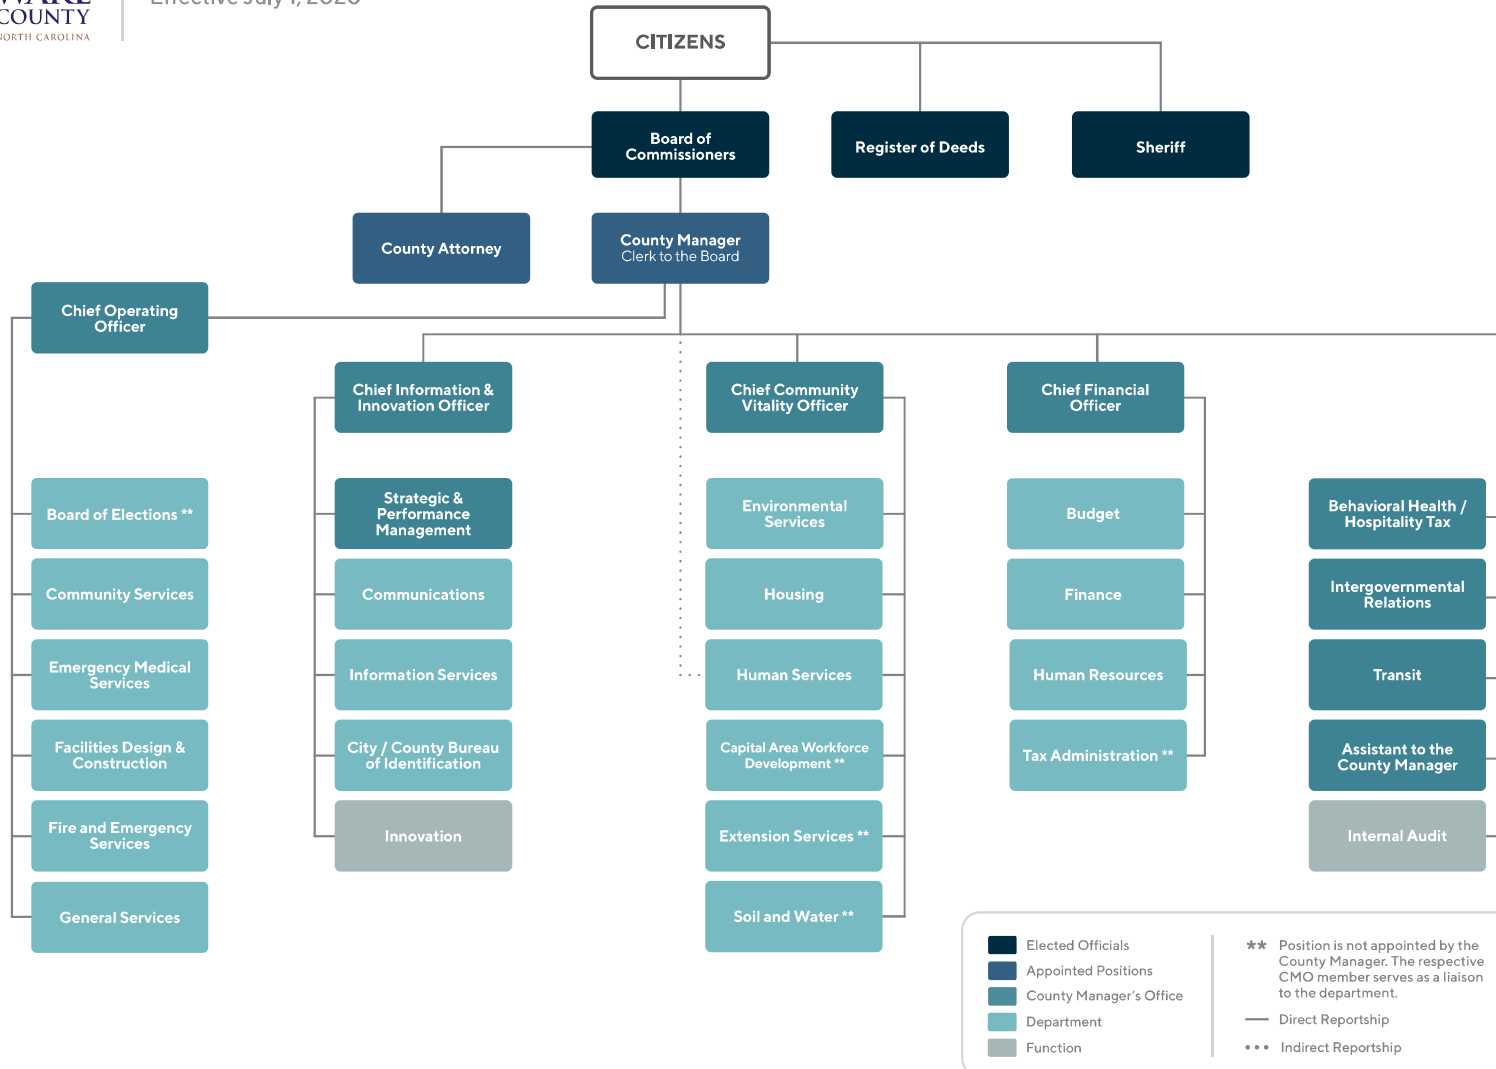 WAKE
COUNTY
NORTH CAROLINA
CITIZENS
Board of
Commissioners
Register of Deeds
Sheriff
County Attorney
County Manager
Clerk to the Board
Chief Operating
Officer
Chief Information &
Innovation Officer
Chief Community
Vitality Officer
Chief Financial
Officer
Board of Elections **
Community Services
Emergency Medical
Services
Facilities Design &
Construction
Fire and Emergency
Services
General Services
Strategic &
Performance
Management
Communications
Information Services
City / County Bureau
of Identification
Innovation
Environmental
Services
Housing
Human Services
Capital Area Workforce
Development **
Extension Services **
Soil and Water **
Budget
Finance
Human Resources
Tax Administration **
Behavioral Health /
Hospitality Tax
Intergovernmental
Relations
Transit
Assistant to the
County Manager
Internal Audit
Elected Officials
Appointed Positions
County Manager's Office
Department
Function
** Position is not appointed by the
County Manager. The respective
CMO member serves as a liaison
to the department.
Direct Reportship
Indirect Reportship